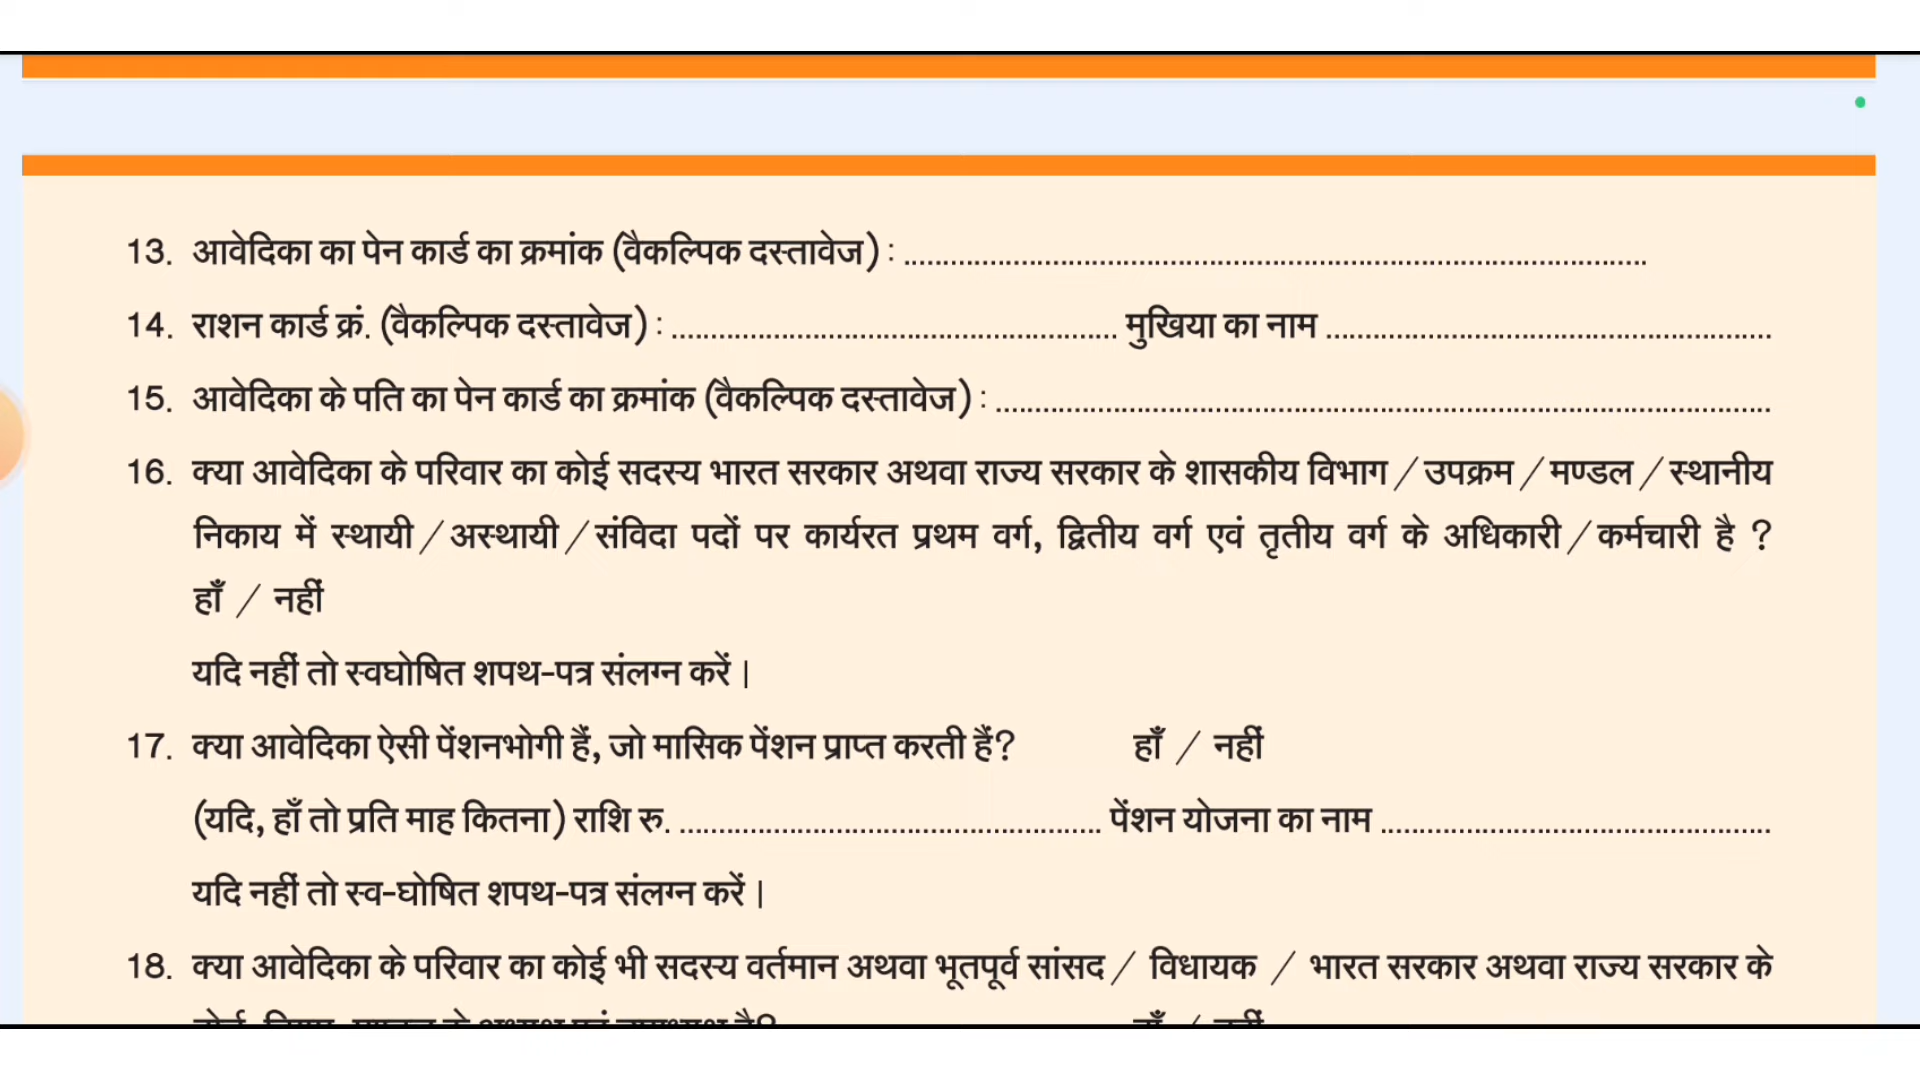 13. आवेदिका का पेन कार्ड का क्रमांक (वैकल्पिक दस्तावेज) : ..........................................................................................
14. राशन कार्ड क्रं. (वैकल्पिक दस्तावेज) : ...................................................... मुखिया का नाम ......................................................
15. आवेदिका के पति का पेन कार्ड का क्रमांक (वैकल्पिक दस्तावेज) : ..............................................................................................
16. क्या आवेदिका के परिवार का कोई सदस्य भारत सरकार अथवा राज्य सरकार के शासकीय विभाग / उपक्रम / मण्डल / स्थानीय
निकाय में स्थायी / अस्थायी / संविदा पदों पर कार्यरत प्रथम वर्ग, द्वितीय वर्ग एवं तृतीय वर्ग के अधिकारी / कर्मचारी है ?
हाँ / नहीं
यदि नहीं तो स्वघोषित शपथ-पत्र संलग्न करें |
17. क्या आवेदिका ऐसी पेंशनभोगी हैं, जो मासिक पेंशन प्राप्त करती हैं? हाँ / नहीं
(यदि, हाँ तो प्रति माह कितना) राशि रु. ................................................... पेंशन योजना का नाम ...............................................
यदि नहीं तो स्व-घोषित शपथ-पत्र संलग्न करें |
18. क्या आवेदिका के परिवार का कोई भी सदस्य वर्तमान अथवा भूतपूर्व सांसद / विधायक / भारत सरकार अथवा राज्य सरकार के